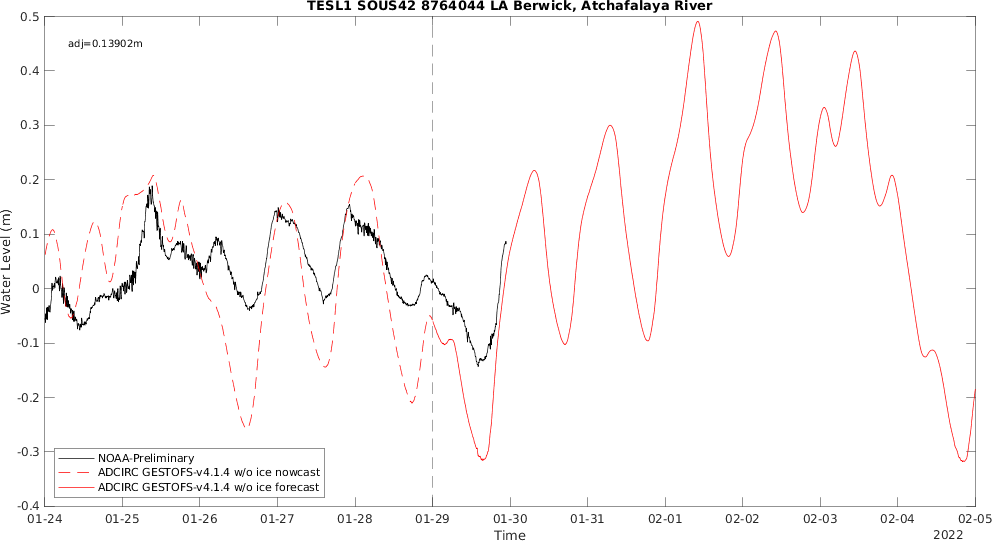 TESL1 SOUS42 8764044 LA Berwick, Atchafalaya River
adj=0.13902m
0.5
0.4
0.3
0.2
0.1
0
-0.1
-0.2
-0.3
-0.4
Water Level (m)
NOAA-Preliminary
ADCIRC GESTOFS-v4.1.4 w/o ice nowcast
ADCIRC GESTOFS-v4.1.4 w/o ice forecast
01-24 01-25 01-26 01-27 01-28 01-29 01-30 01-31 02-01 02-02 02-03 02-04 02-05
Time
2022